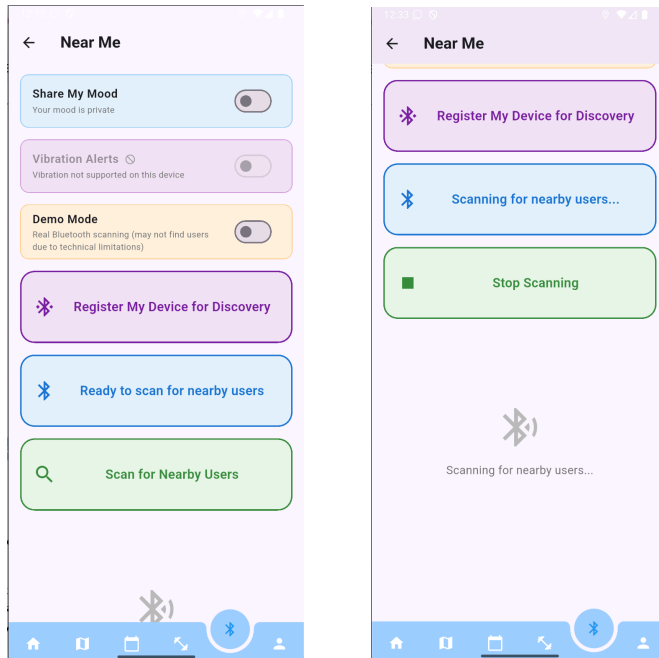 Near Me
Share My Mood
Your mood is private
Vibration Alerts
Vibration not supported on this device
Demo Mode
Real Bluetooth scanning (may not find users
due to technical limitations)
Register My Device for Discovery
Ready to scan for nearby users
Scan for Nearby Users
12:33
Near Me
Register My Device for Discovery
Scanning for nearby users...
Stop Scanning
Scanning for nearby users...